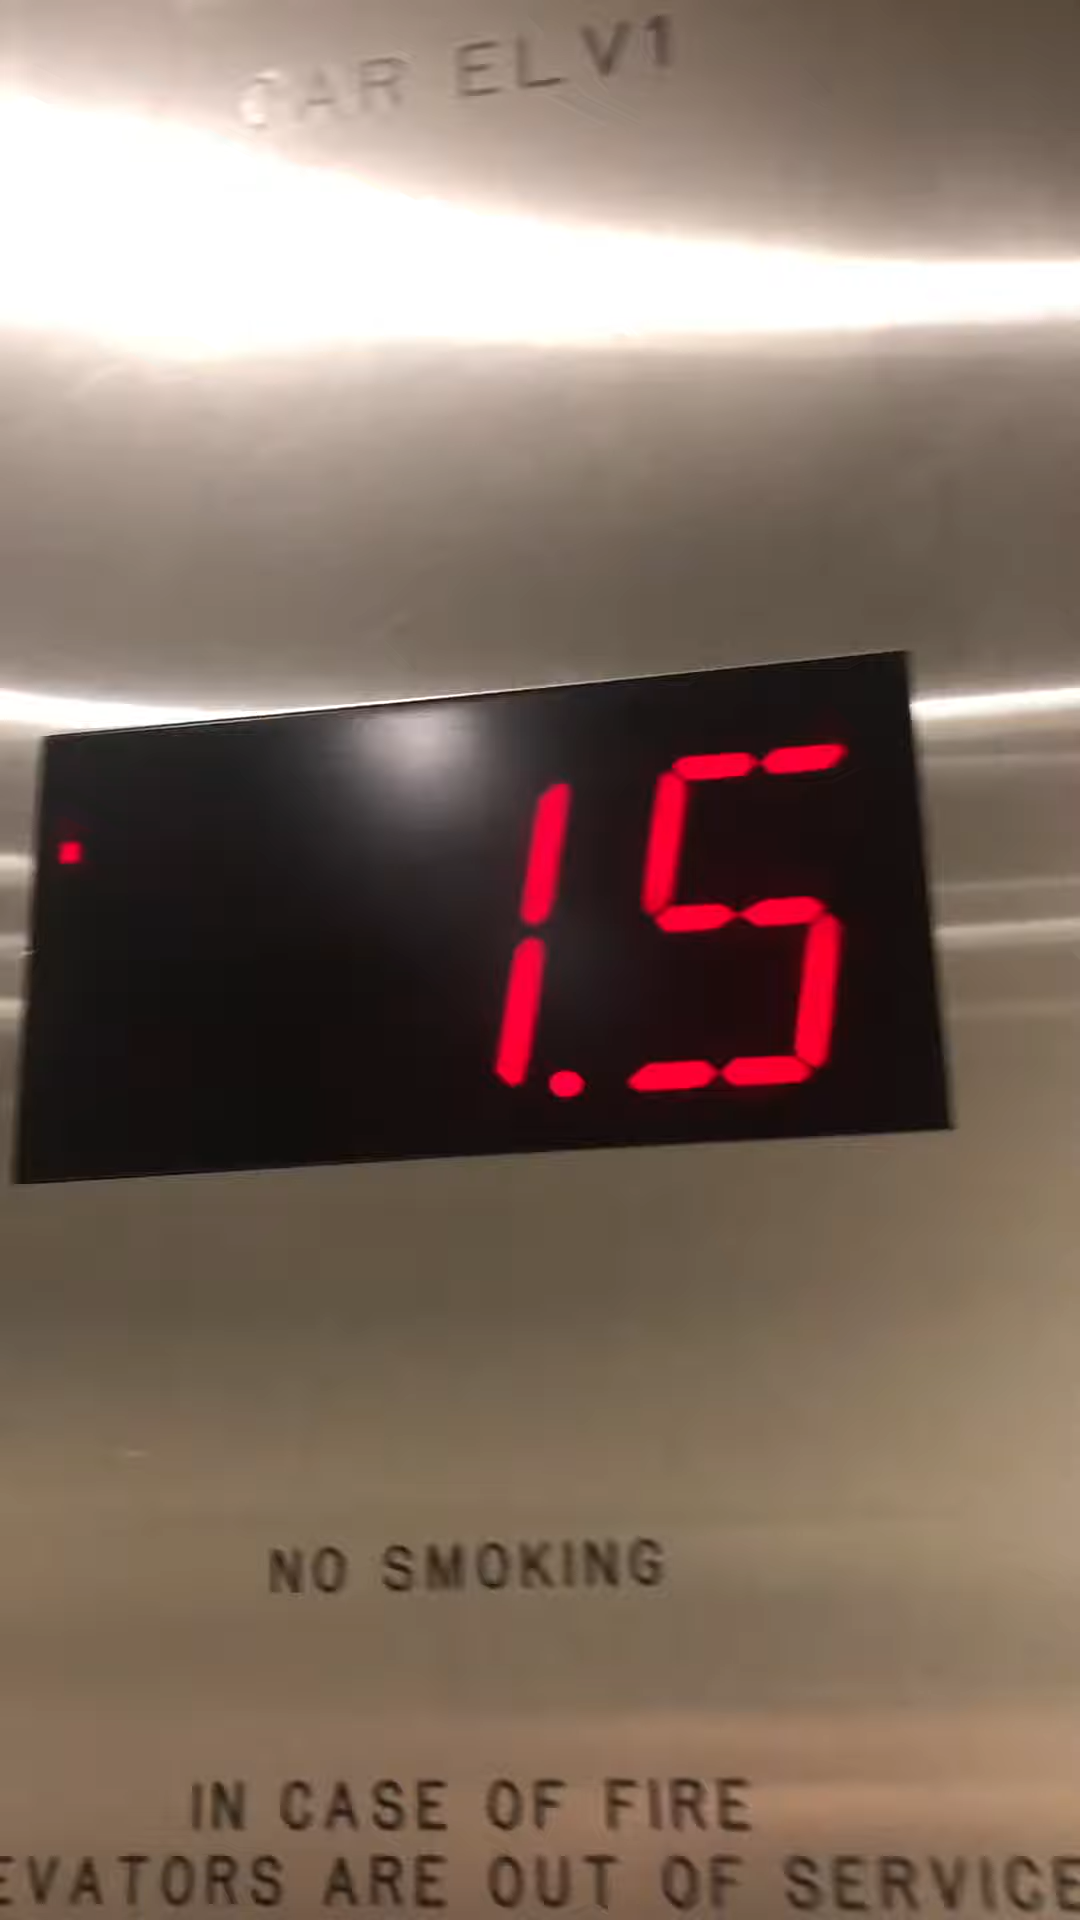 CAR ELV1
1.5
NO SMOKING
IN CASE OF FIRE
EVATORS ARE OUT OF SERVICE